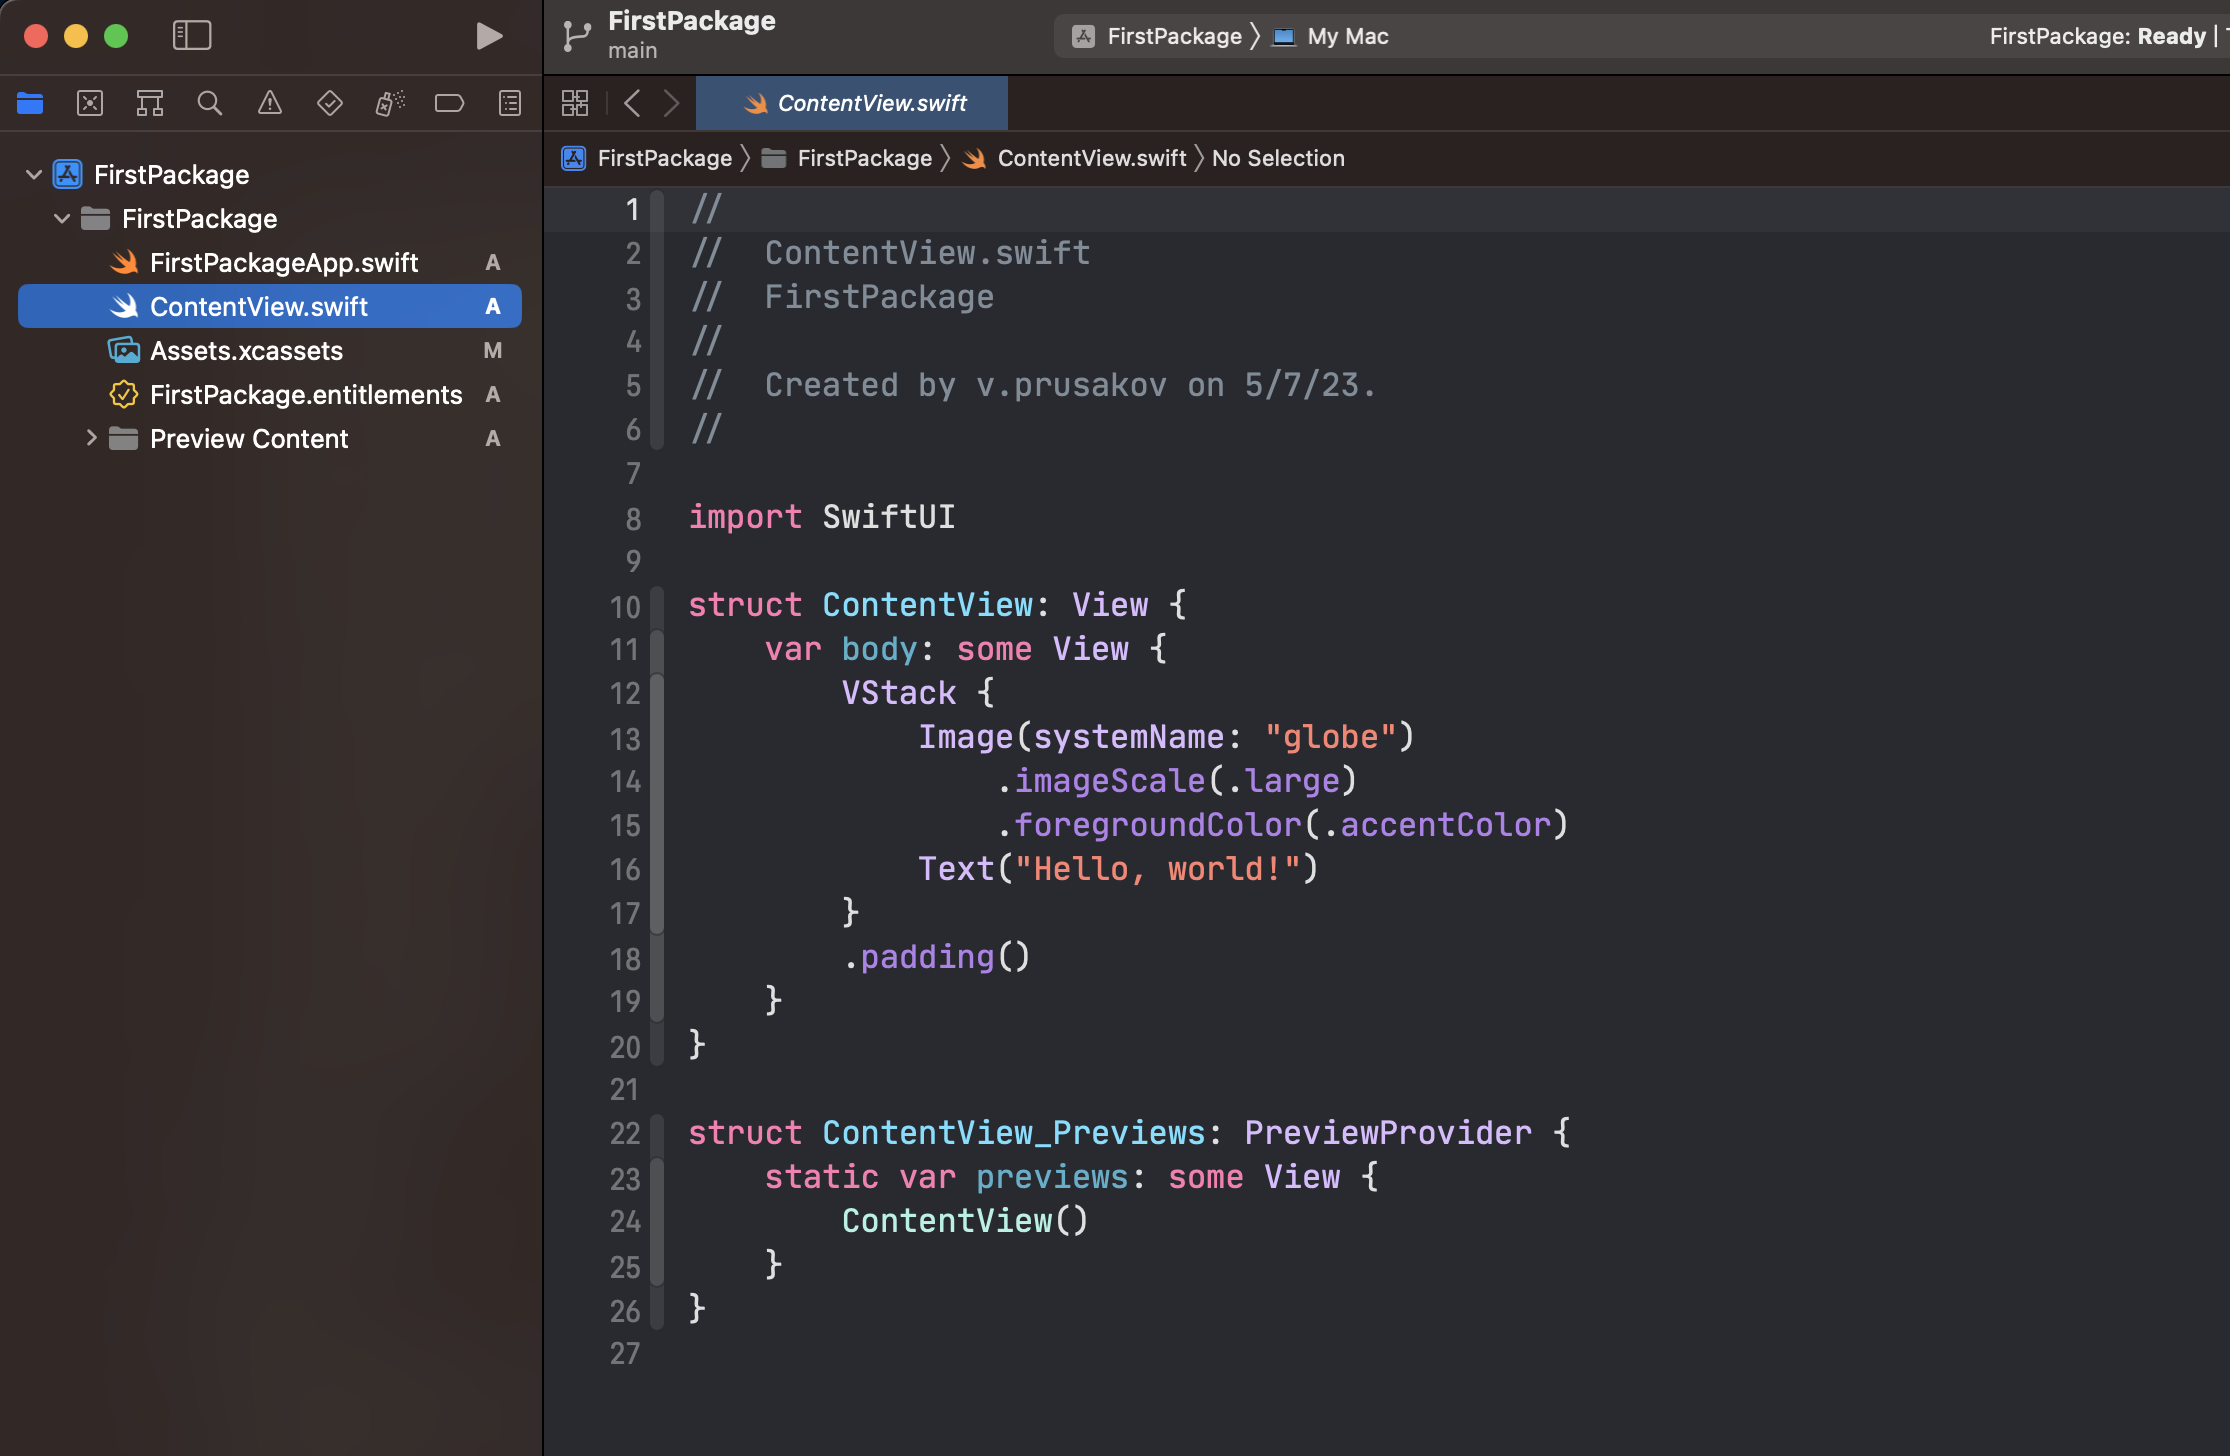 FirstPackage
main
FirstPackage 〉 My Mac
FirstPackage: Ready |
ContentView.swift
FirstPackage 〉 FirstPackage 〉 ContentView.swift 〉 No Selection
FirstPackage
FirstPackage
FirstPackageApp.swift A
ContentView.swift A
Assets.xcassets M
FirstPackage.entitlements A
Preview Content A
1 //
2 //  ContentView.swift
3 //  FirstPackage
4 //
5 //  Created by v.prusakov on 5/7/23.
6 //
7
8 import SwiftUI
9
10 struct ContentView: View {
11     var body: some View {
12         VStack {
13             Image(systemName: "globe")
14                 .imageScale(.large)
15                 .foregroundColor(.accentColor)
16             Text("Hello, world!")
17         }
18         .padding()
19     }
20 }
21
22 struct ContentView_Previews: PreviewProvider {
23     static var previews: some View {
24         ContentView()
25     }
26 }
27